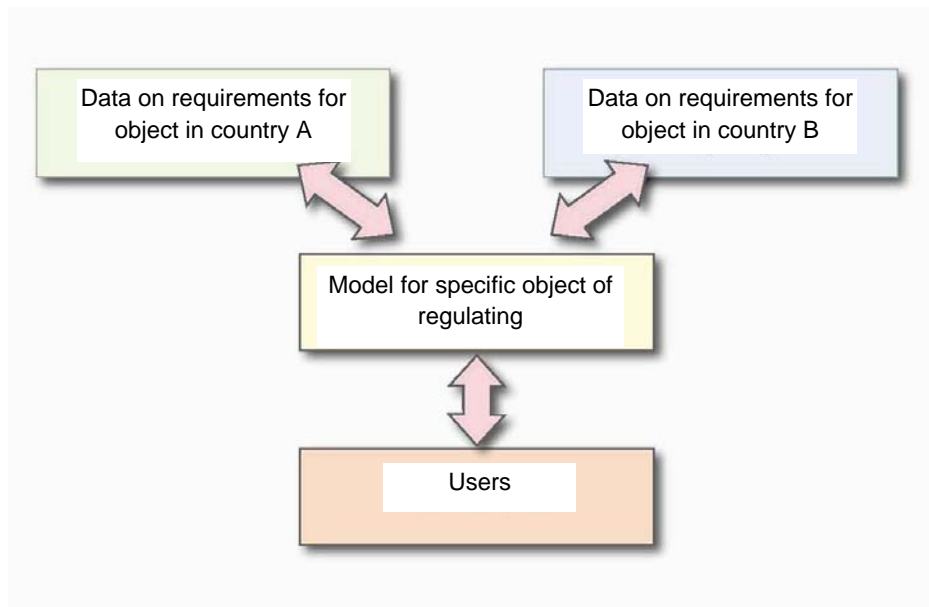 Data on requirements for
object in country A
Data on requirements for
object in country B
Model for specific object of
regulating
Users